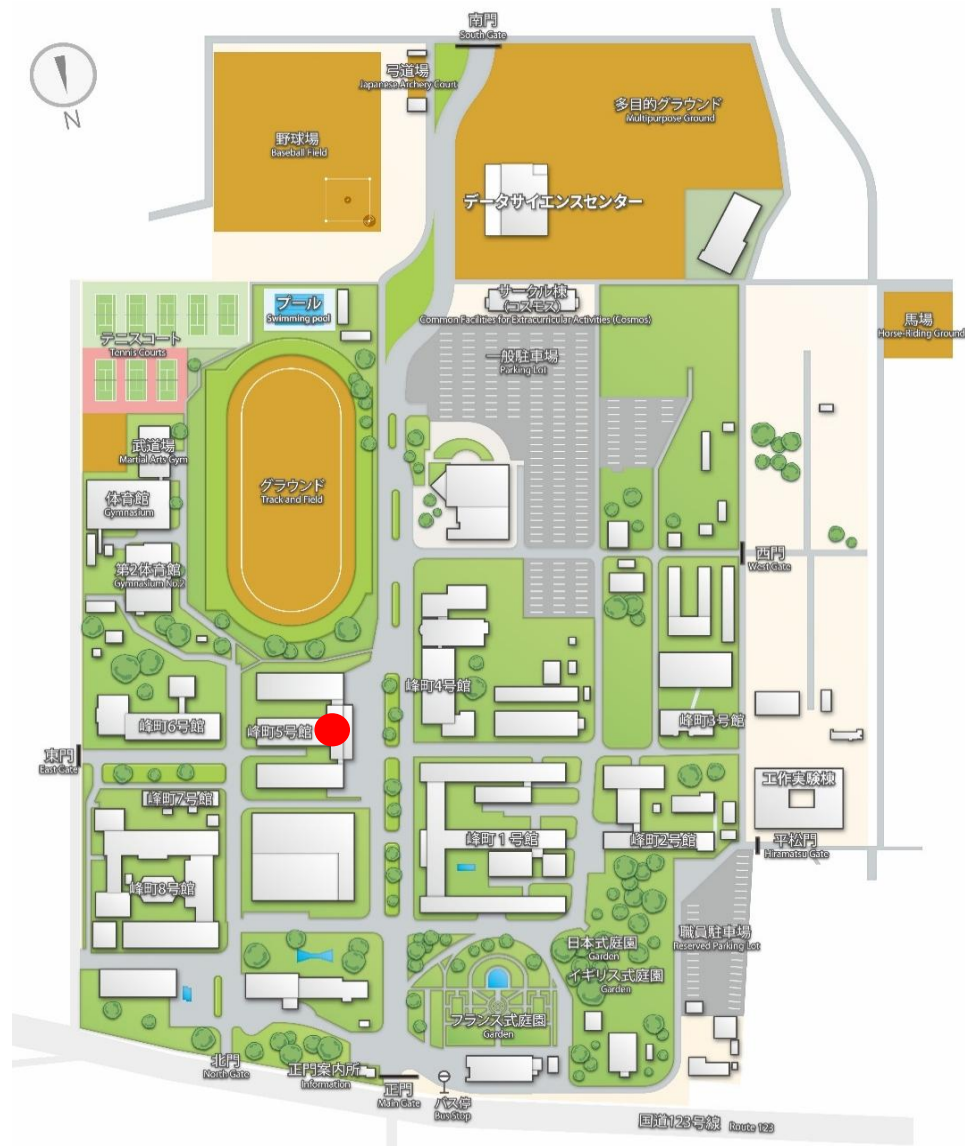 南門
South Gate
弓道場
Japanese Archery Court
多目的グラウンド
Multipurpose Ground
N
野球場
Baseball Field
データサイエンスセンター
プール
Swimming pool
サークル棟
(コスモス)
Common Facilities for Extracurricular Activities (Cosmos)
馬場
Horse-Riding Ground
テニスコート
Tennis Courts
一般駐車場
Parking Lot
武道場
Martial Arts Gym
体育館
Gymnasium
グラウンド
Track and Field
第2体育館
Gymnasium No.2
西門
West Gate
峰町4号館
峰町3号館
峰町6号館
峰町5号館
東門
East Gate
工作実験棟
峰町7号館
峰町1号館
峰町2号館
平松門
Hiramatsu Gate
峰町8号館
職員駐車場
Reserved Parking Lot
日本式庭園
Garden
イギリス式庭園
Garden
フランス式庭園
Garden
北門
North Gate
正門案内所
Information
正門
Main Gate
バス停
Bus Stop
国道123号線 Route 123